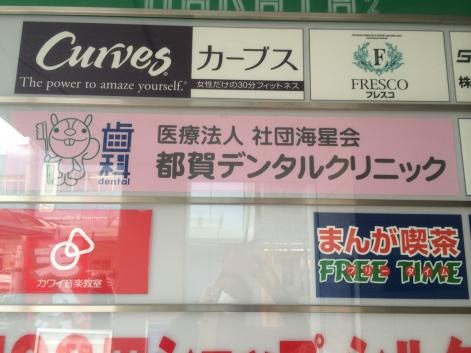 Curves カーブス
The power to amaze yourself.® 女性だけの30分フィットネス
F
FRESCO
フレスコ
株
歯科
dental
医療法人 社団海星会
都賀デンタルクリニック
カワイ音楽教室
まんが喫茶
FREE TIME
フリー タイム